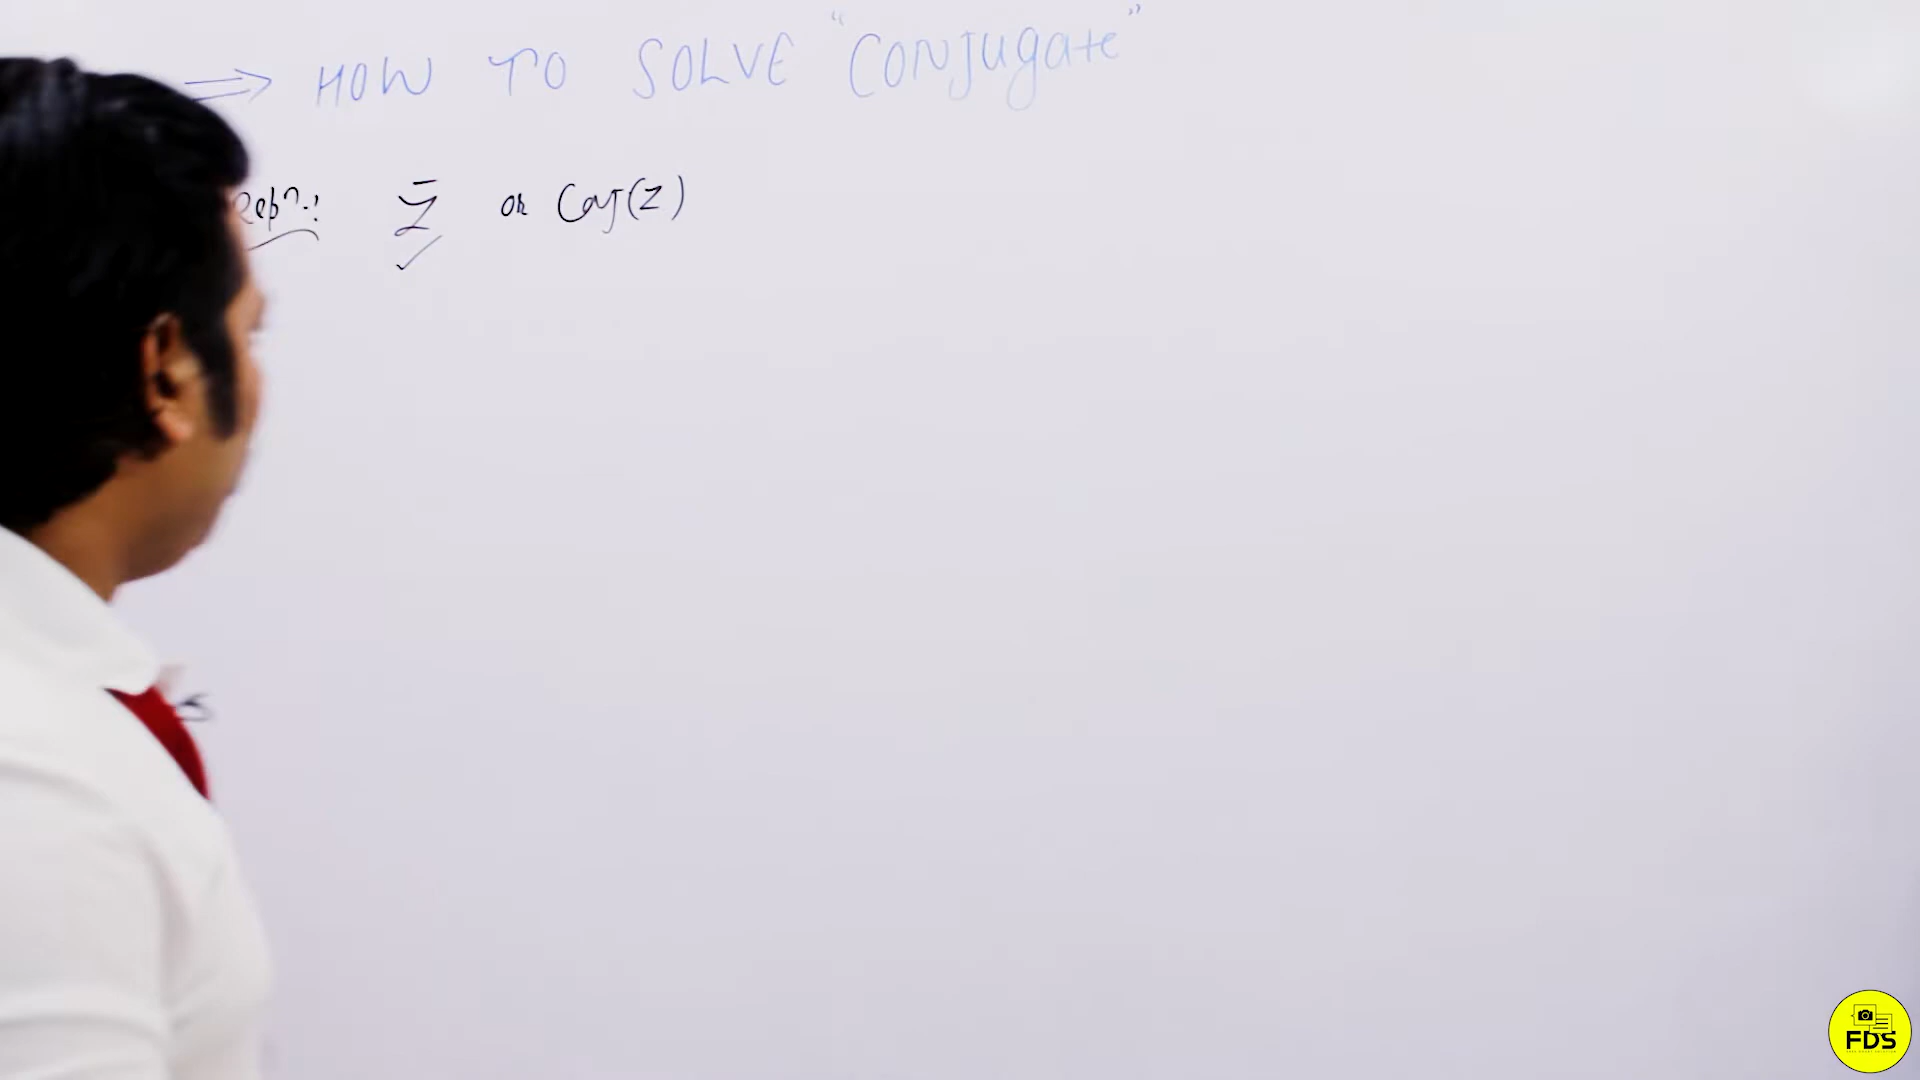 ⇒ HOW TO SOLVE "CONJugate"
Repn.: z̄ or Conj(z)
FDS